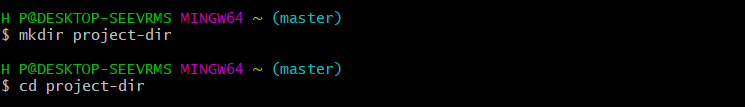 H P@DESKTOP-SEEVRMS MINGW64 ~ (master)
$ mkdir project-dir
H P@DESKTOP-SEEVRMS MINGW64 ~ (master)
$ cd project-dir